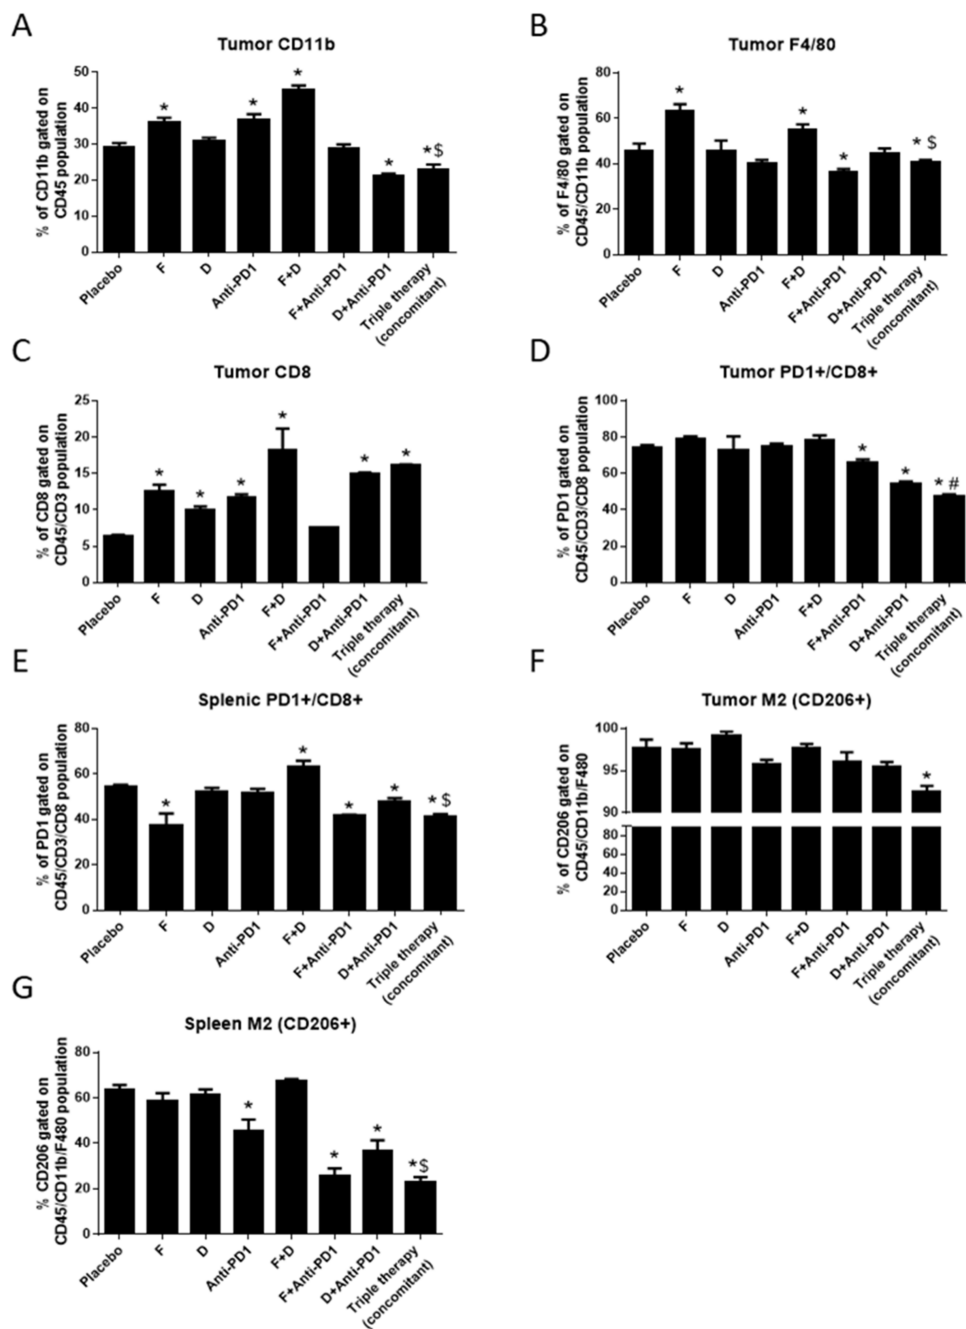 A
Tumor CD11b
% of CD11b gated on
CD45 population
50
40
30
20
10
0
*
*
*
*
*$
Placebo
F
D
Anti-PD1
F+D
F+Anti-PD1
D+Anti-PD1
Triple therapy
(concomitant)
B
Tumor F4/80
% of F4/80 gated on
CD45/CD11b population
80
60
40
20
0
*
*
*
* $
Placebo
F
D
Anti-PD1
F+D
F+Anti-PD1
D+Anti-PD1
Triple therapy
(concomitant)
C
Tumor CD8
% of CD8 gated on
CD45/CD3 population
25
20
15
10
5
0
*
*
*
*
*
*
Placebo
F
D
Anti-PD1
F+D
F+Anti-PD1
D+Anti-PD1
Triple therapy
(concomitant)
D
Tumor PD1+/CD8+
% of PD1 gated on
CD45/CD3/CD8 population
100
80
60
40
20
0
*
*
* #
Placebo
F
D
Anti-PD1
F+D
F+Anti-PD1
D+Anti-PD1
Triple therapy
(concomitant)
E
Splenic PD1+/CD8+
% of PD1 gated on
CD45/CD3/CD8 population
80
60
40
20
0
*
*
*
*
* $
Placebo
F
D
Anti-PD1
F+D
F+Anti-PD1
D+Anti-PD1
Triple therapy
(concomitant)
F
Tumor M2 (CD206+)
% of CD206 gated on
CD45/CD11b/F480
100
95
90
80
60
40
20
0
*
Placebo
F
D
Anti-PD1
F+D
F+Anti-PD1
D+Anti-PD1
Triple therapy
(concomitant)
G
Spleen M2 (CD206+)
% CD206 gated on
CD45/CD11b/F480 population
80
60
40
20
0
*
*
*
*$
Placebo
F
D
Anti-PD1
F+D
F+Anti-PD1
D+Anti-PD1
Triple therapy
(concomitant)